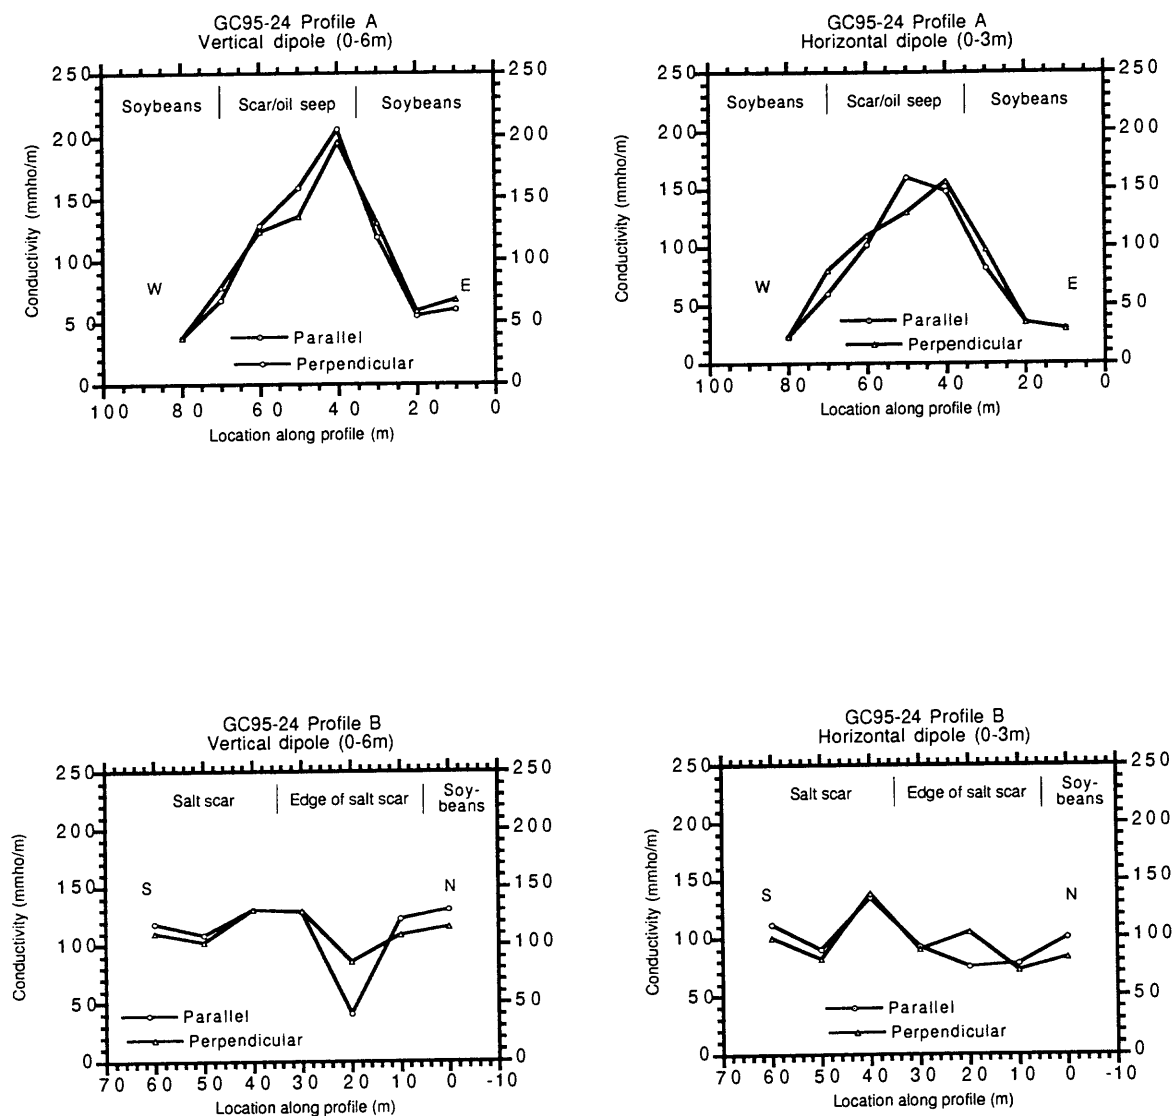 GC95-24 Profile A
Vertical dipole (0-6m)
250
200
150
100
50
0
250
200
150
100
50
0
Soybeans
Scar/oil seep
Soybeans
Conductivity (mmho/m)
W
E
Parallel
Perpendicular
100 80 60 40 20 0
Location along profile (m)
GC95-24 Profile A
Horizontal dipole (0-3m)
250
200
150
100
50
0
250
200
150
100
50
0
Soybeans
Scar/oil seep
Soybeans
Conductivity (mmho/m)
W
E
Parallel
Perpendicular
100 80 60 40 20 0
Location along profile (m)
GC95-24 Profile B
Vertical dipole (0-6m)
250
200
150
100
50
0
250
200
150
100
50
0
Salt scar
Edge of salt scar
Soy-
beans
Conductivity (mmho/m)
S
N
Parallel
Perpendicular
70 60 50 40 30 20 10 0 -10
Location along profile (m)
GC95-24 Profile B
Horizontal dipole (0-3m)
250
200
150
100
50
0
250
200
150
100
50
0
Salt scar
Edge of salt scar
Soy-
beans
Conductivity (mmho/m)
S
N
Parallel
Perpendicular
70 60 50 40 30 20 10 0 -10
Location along profile (m)